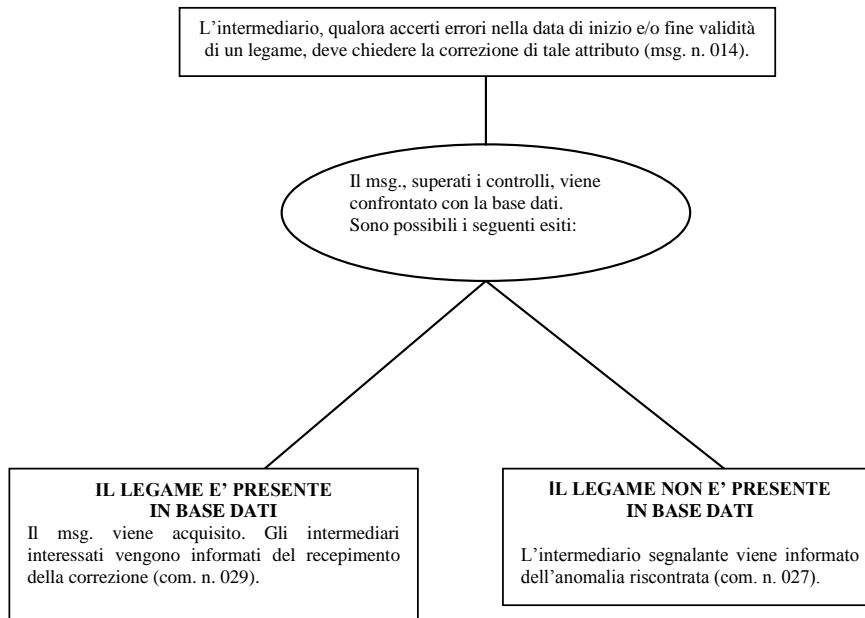 L’intermediario, qualora accerti errori nella data di inizio e/o fine validità
di un legame, deve chiedere la correzione di tale attributo (msg. n. 014).
Il msg., superati i controlli, viene
confrontato con la base dati.
Sono possibili i seguenti esiti:
IL LEGAME E’ PRESENTE
IN BASE DATI
Il msg. viene acquisito. Gli intermediari
interessati vengono informati del recepimento
della correzione (com. n. 029).
IL LEGAME NON E’ PRESENTE
IN BASE DATI
L’intermediario segnalante viene informato
dell’anomalia riscontrata (com. n. 027).